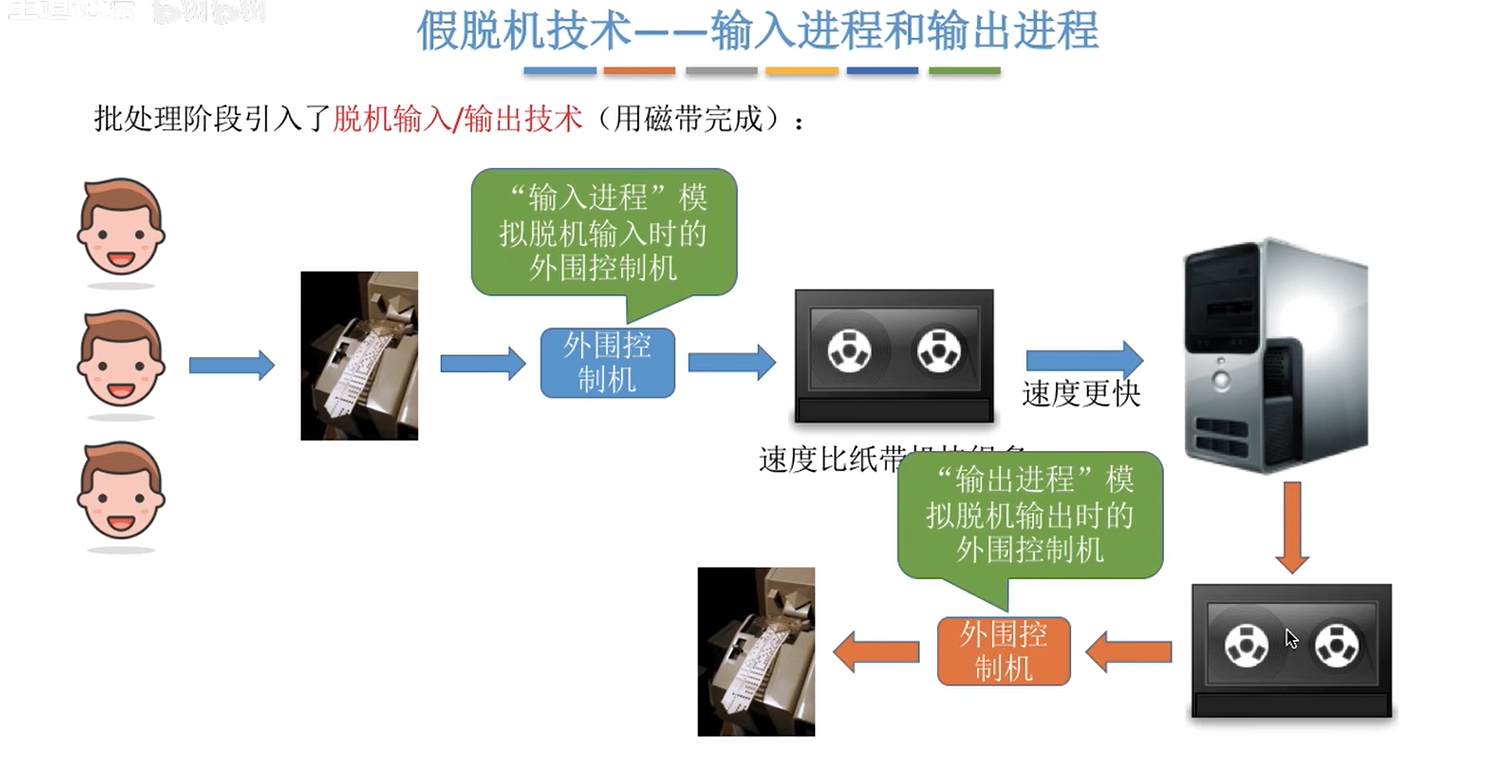 王道论坛
假脱机技术——输入进程和输出进程
批处理阶段引入了脱机输入/输出技术（用磁带完成）：
“输入进程”模
拟脱机输入时的
外围控制机
外围控
制机
速度更快
速度比纸带
“输出进程”模
拟脱机输出时的
外围控制机
外围控
制机